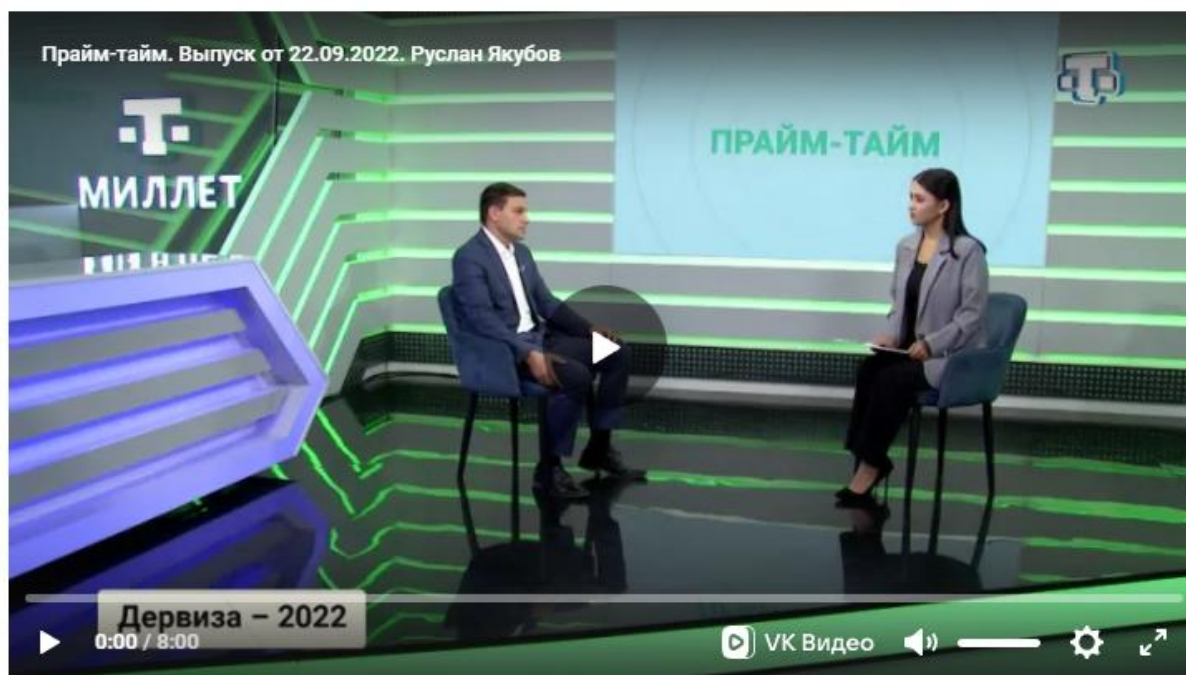 Прайм-тайм. Выпуск от 22.09.2022. Руслан Якубов
ПРАЙМ-ТАЙМ
МИЛЛЕТ
Дервиза – 2022
0:00 / 8:00
VK Видео